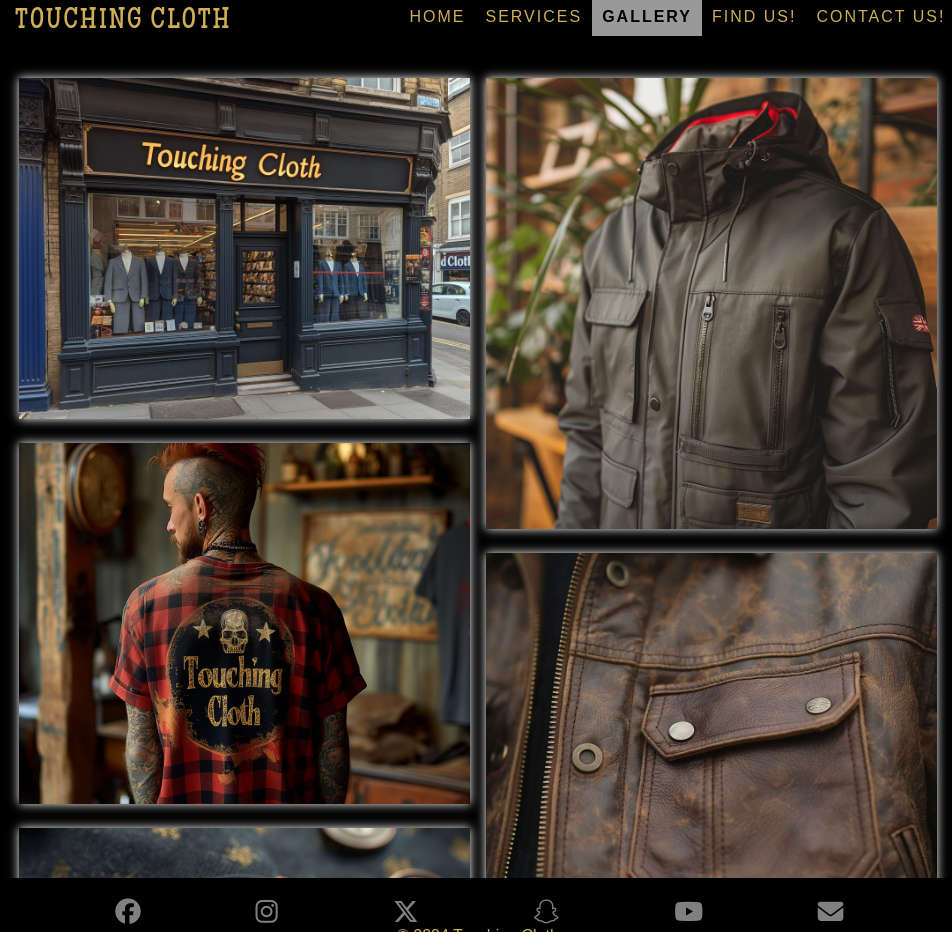 TOUCHING CLOTH
HOME SERVICES GALLERY FIND US! CONTACT US!
Touching Cloth
d Cloth
Touching
Cloth
© 2024 Touching Cloth